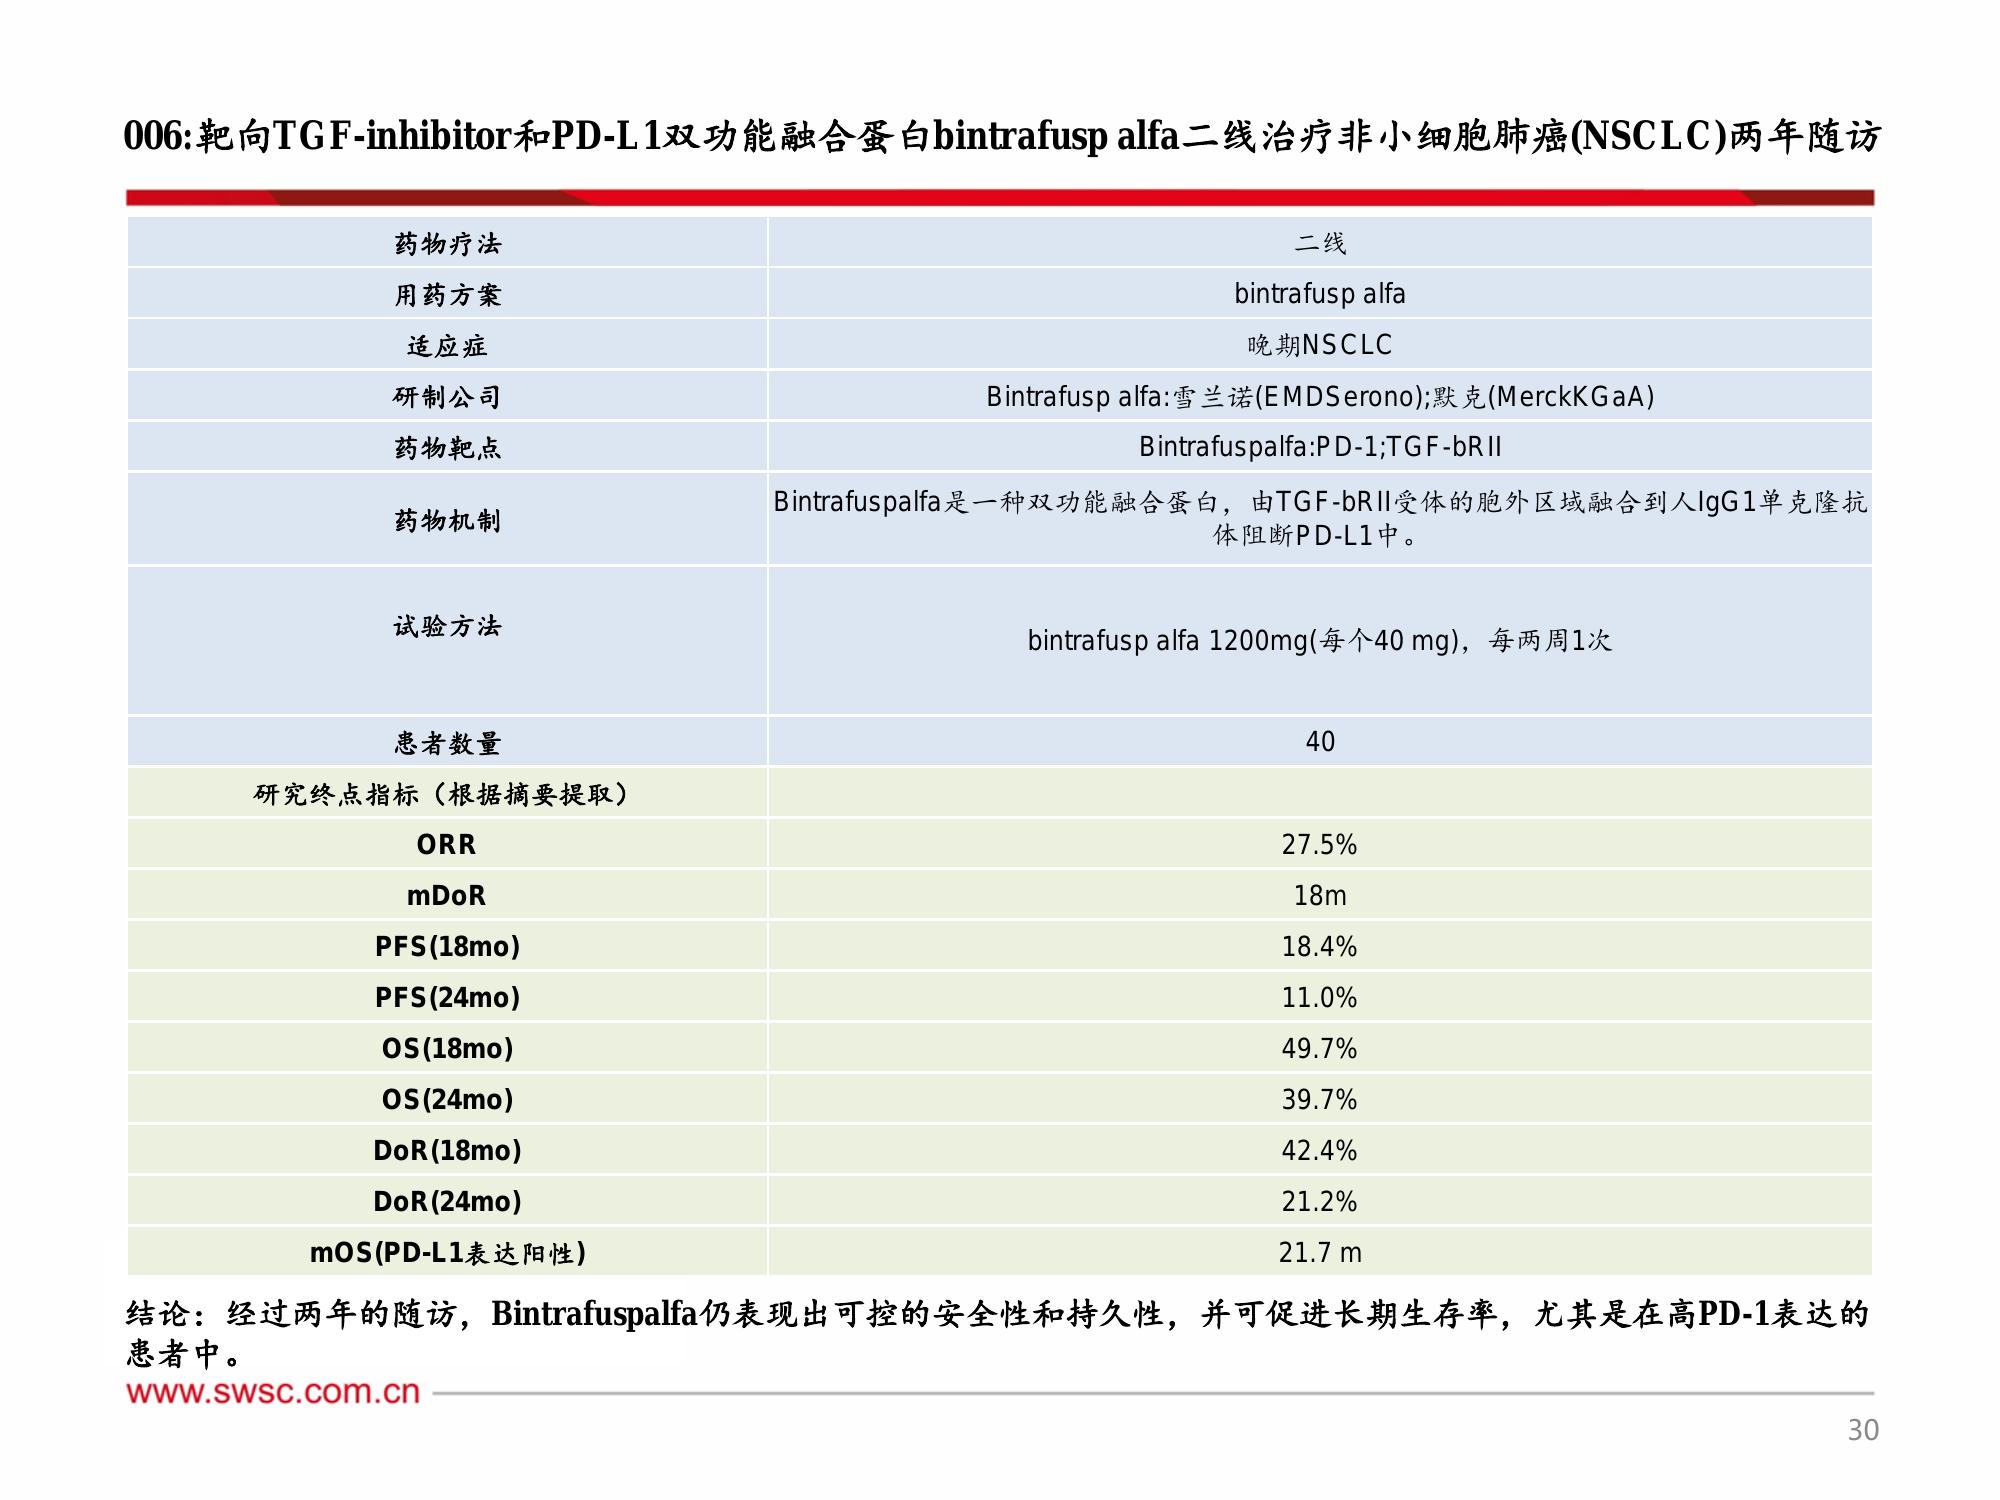 006:靶向TGF-inhibitor和PD-L1双功能融合蛋白bintrafusp alfa二线治疗非小细胞肺癌(NSCLC)两年随访
药物疗法 二线
用药方案 bintrafusp alfa
适应症 晚期NSCLC
研制公司 Bintrafusp alfa:雪兰诺(EMDSerono);默克(MerckKGaA)
药物靶点 Bintrafuspalfa:PD-1;TGF-bRII
药物机制 Bintrafuspalfa是一种双功能融合蛋白，由TGF-bRII受体的胞外区域融合到人IgG1单克隆抗
体阻断PD-L1中。
试验方法 bintrafusp alfa 1200mg(每个40 mg)，每两周1次
患者数量 40
研究终点指标（根据摘要提取）
ORR 27.5%
mDoR 18m
PFS(18mo) 18.4%
PFS(24mo) 11.0%
OS(18mo) 49.7%
OS(24mo) 39.7%
DoR(18mo) 42.4%
DoR(24mo) 21.2%
mOS(PD-L1表达阳性) 21.7 m
结论：经过两年的随访，Bintrafuspalfa仍表现出可控的安全性和持久性，并可促进长期生存率，尤其是在高PD-1表达的
患者中。
www.swsc.com.cn
30